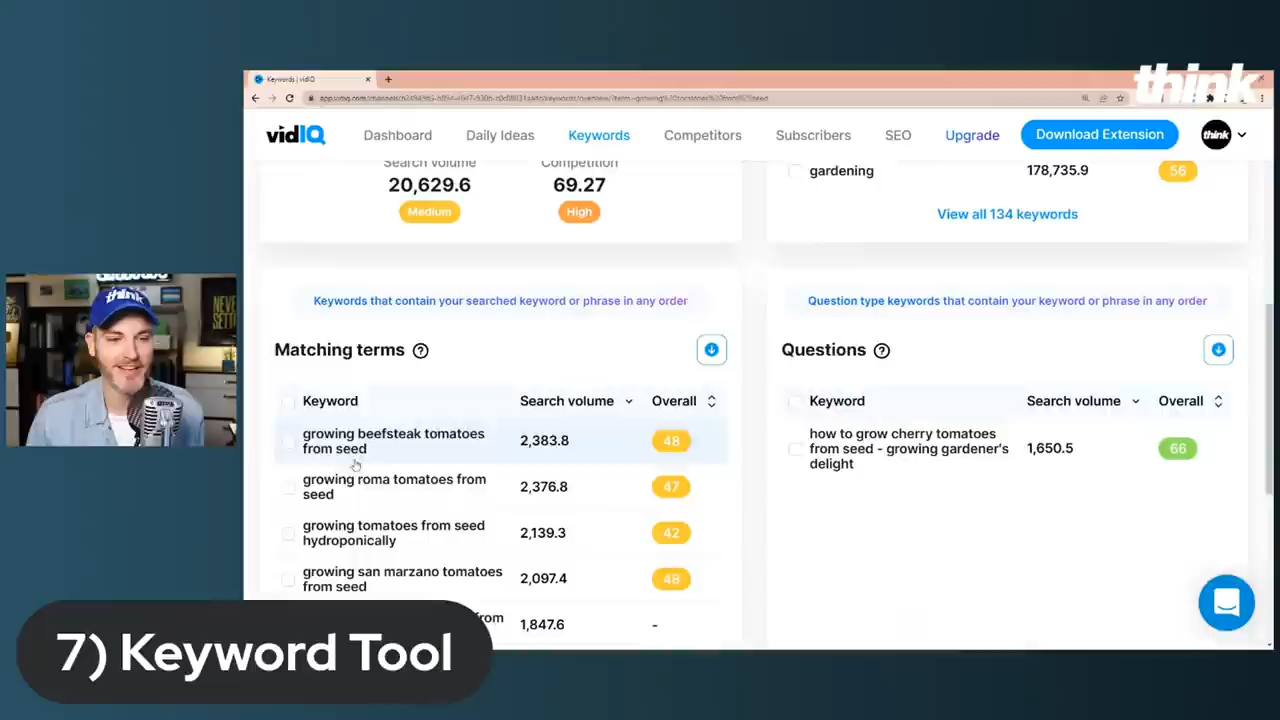 think
Keywords | vidIQ
vidIQ
Dashboard
Daily Ideas
Keywords
Competitors
Subscribers
SEO
Upgrade
Download Extension
think
Search volume
20,629.6
Medium
Competition
69.27
High
gardening
178,735.9
56
View all 134 keywords
Keywords that contain your searched keyword or phrase in any order
Matching terms ?
Keyword
Search volume
Overall
growing beefsteak tomatoes
from seed
2,383.8
48
growing roma tomatoes from
seed
2,376.8
47
growing tomatoes from seed
hydroponically
2,139.3
42
growing san marzano tomatoes
from seed
2,097.4
48
from
1,847.6
-
Question type keywords that contain your keyword or phrase in any order
Questions ?
Keyword
Search volume
Overall
how to grow cherry tomatoes
from seed - growing gardener's
delight
1,650.5
66
think
NEVER
SETT
7) Keyword Tool